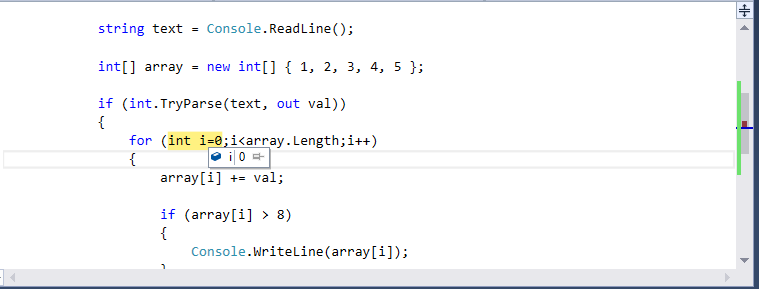 string text = Console.ReadLine();
int[] array = new int[] { 1, 2, 3, 4, 5 };
if (int.TryParse(text, out val))
{
for (int i=0;i<array.Length;i++)
i 0
{
array[i] += val;
if (array[i] > 8)
{
Console.WriteLine(array[i]);
}